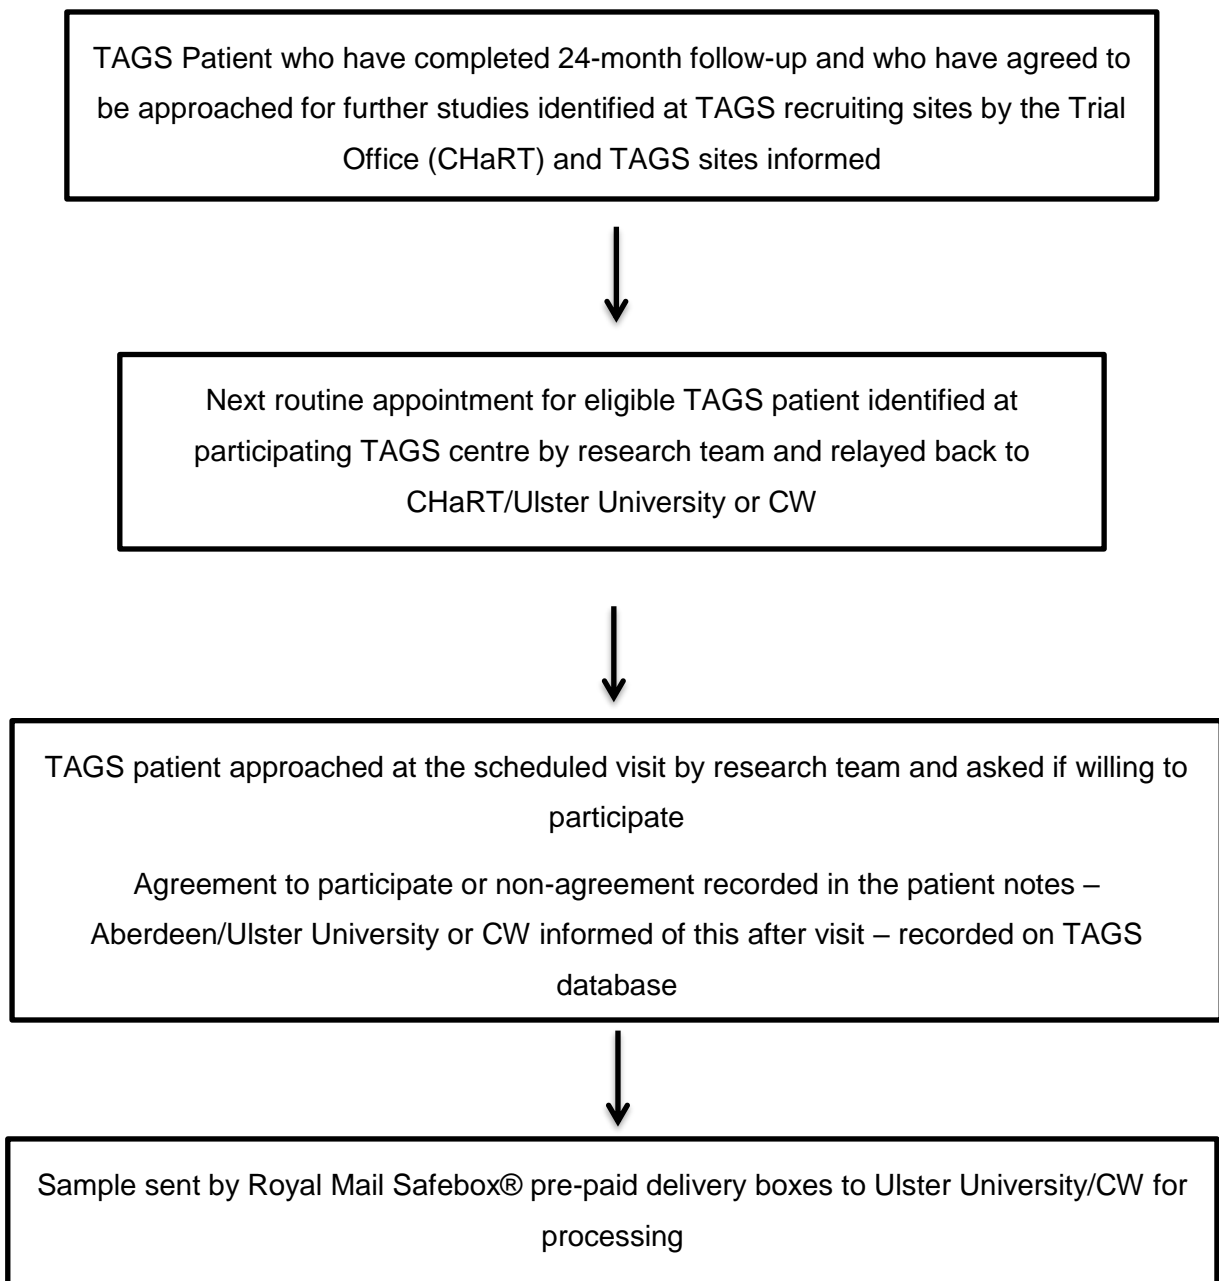 TAGS Patient who have completed 24-month follow-up and who have agreed to
be approached for further studies identified at TAGS recruiting sites by the Trial
Office (CHaRT) and TAGS sites informed
Next routine appointment for eligible TAGS patient identified at
participating TAGS centre by research team and relayed back to
CHaRT/Ulster University or CW
TAGS patient approached at the scheduled visit by research team and asked if willing to
participate
Agreement to participate or non-agreement recorded in the patient notes –
Aberdeen/Ulster University or CW informed of this after visit – recorded on TAGS
database
Sample sent by Royal Mail Safebox® pre-paid delivery boxes to Ulster University/CW for
processing